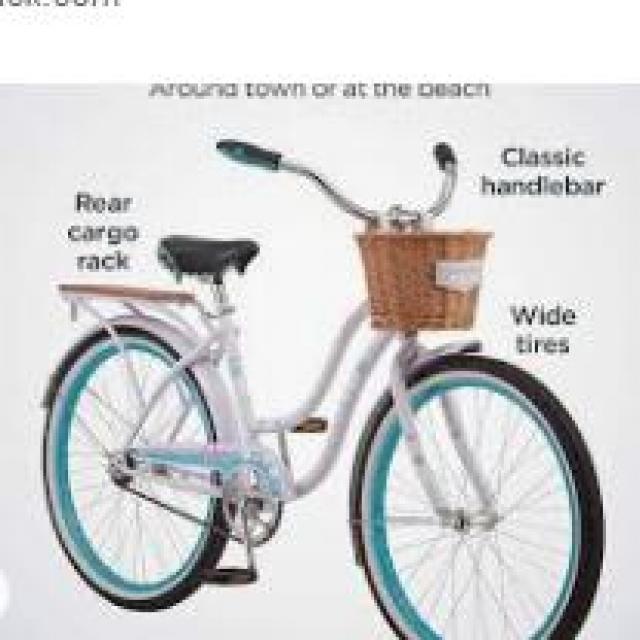 Around town or at the beach
Classic
handlebar
Rear
cargo
rack
Wide
tires